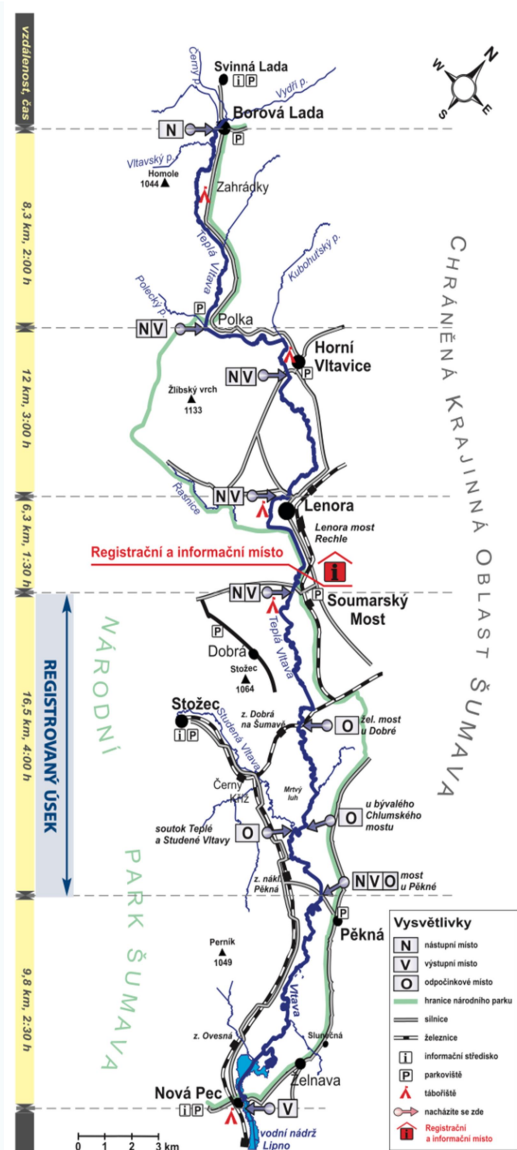 vzdálenost, čas
Svinná Lada
i P
Černý p.
Vydří p.
N
E
S
W
Borová Lada
N
P
Vltavský p.
Homole
1044
Zahrádky
8,3 km, 2:00 h
Teplá Vltava
Kubohuťský p.
Polecký p.
P
N V
Polka
Horní
Vltavice
N V
P
12 km, 3:00 h
Žlíbský vrch
1133
CHRÁNĚNÁ KRAJINNÁ OBLAST ŠUMAVA
Řasnice
N V
Lenora
6,3 km, 1:30 h
Lenora most
Rechle
Registrační a informační místo
i
N V
P
Soumarský
Most
Teplá Vltava
NÁRODNÍ
PARK ŠUMAVA
REGISTROVANÝ ÚSEK
16,5 km, 4:00 h
P
Dobrá
Stožec
1064
Stožec
i P
Studená Vltava
z. Dobrá
na Šumavě
O
žel. most
u Dobré
Černý
Kříž
Mrtvý
luh
soutok Teplé
a Studené Vltavy
O
O
u bývalého
Chlumského
mostu
z. nákl.
Pěkná
N V O
most
u Pěkné
P
Pěkná
Perník
1049
9,8 km, 2:30 h
Vltava
z. Ovesná
Slunečná
Želnava
Nová Pec
i P
V
vodní nádrž
Lipno
0 1 2 3 km
Vysvětlivky
N nástupní místo
V výstupní místo
O odpočinkové místo
hranice národního parku
silnice
železnice
i informační středisko
P parkoviště
tábořiště
nacházíte se zde
i Registrační
a informační místo